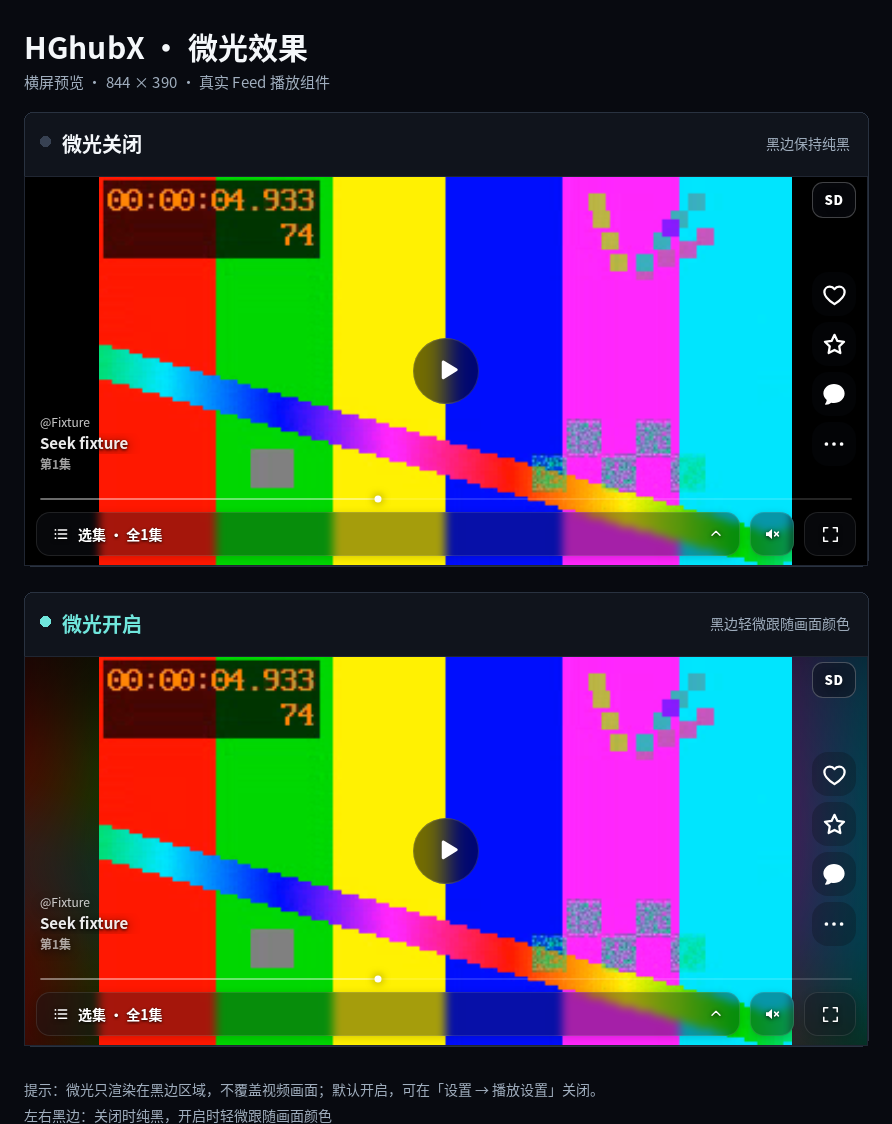 HGhubX · 微光效果
横屏预览 · 844 × 390 · 真实 Feed 播放组件
微光关闭
黑边保持纯黑
00:00:04.933
74
SD
@Fixture
Seek fixture
第1集
选集 · 全1集
微光开启
黑边轻微跟随画面颜色
00:00:04.933
74
SD
@Fixture
Seek fixture
第1集
选集 · 全1集
提示：微光只渲染在黑边区域，不覆盖视频画面；默认开启，可在「设置 → 播放设置」关闭。
左右黑边：关闭时纯黑，开启时轻微跟随画面颜色